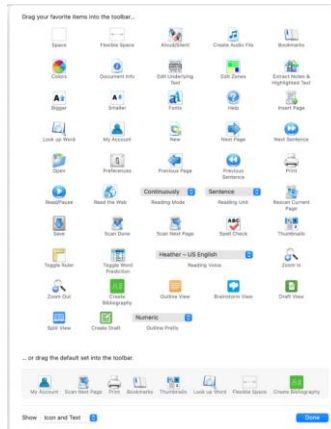 Drag your favorite items into the toolbar...
Space
Flexible Space
Aloud/Silent
Create Audio File
Bookmarks
Colors
Document Info
Edit Underlying Text
Edit Zones
Extract Notes & Highlighted Text
Bigger
Smaller
Fonts
Help
Insert Page
Look up Word
My Account
New
Next Page
Next Sentence
Open
Preferences
Previous Page
Previous Sentence
Print
Read/Pause
Read the Web
Continuously
Reading Mode
Sentence
Reading Unit
Rescan Current Page
Save
Scan Done
Scan Next Page
ABC
Spell Check
Thumbnails
Toggle Ruler
Toggle Word Prediction
Heather – US English
Reading Voice
Zoom In
Zoom Out
Create Bibliography
Outline View
Brainstorm View
Draft View
Split View
Create Draft
Numeric
Outline Prefix
... or drag the default set into the toolbar.
My Account
Scan Next Page
Print
Bookmarks
Thumbnails
Look up Word
Flexible Space
Create Bibliography
Show
Icon and Text
Done